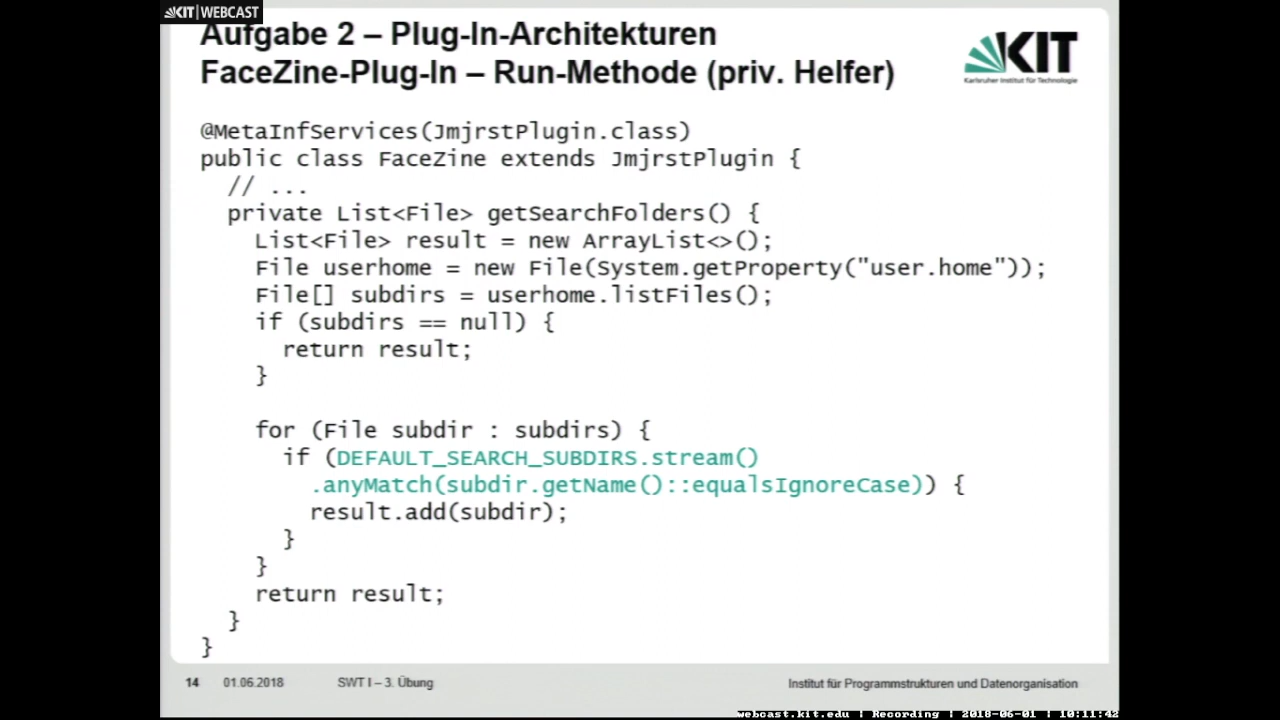 KIT|WEBCAST
Aufgabe 2 – Plug-In-Architekturen
FaceZine-Plug-In – Run-Methode (priv. Helfer)
KIT
Karlsruher Institut für Technologie
@MetaInfServices(JmjrstPlugin.class)
public class FaceZine extends JmjrstPlugin {
// ...
private List<File> getSearchFolders() {
List<File> result = new ArrayList<>();
File userhome = new File(System.getProperty("user.home"));
File[] subdirs = userhome.listFiles();
if (subdirs == null) {
return result;
}
for (File subdir : subdirs) {
if (DEFAULT_SEARCH_SUBDIRS.stream()
.anyMatch(subdir.getName()::equalsIgnoreCase)) {
result.add(subdir);
}
}
return result;
}
}
14 01.06.2018 SWT I – 3. Übung Institut für Programmstrukturen und Datenorganisation
webcast.kit.edu | Recording | 2018-06-01 | 10:11:42